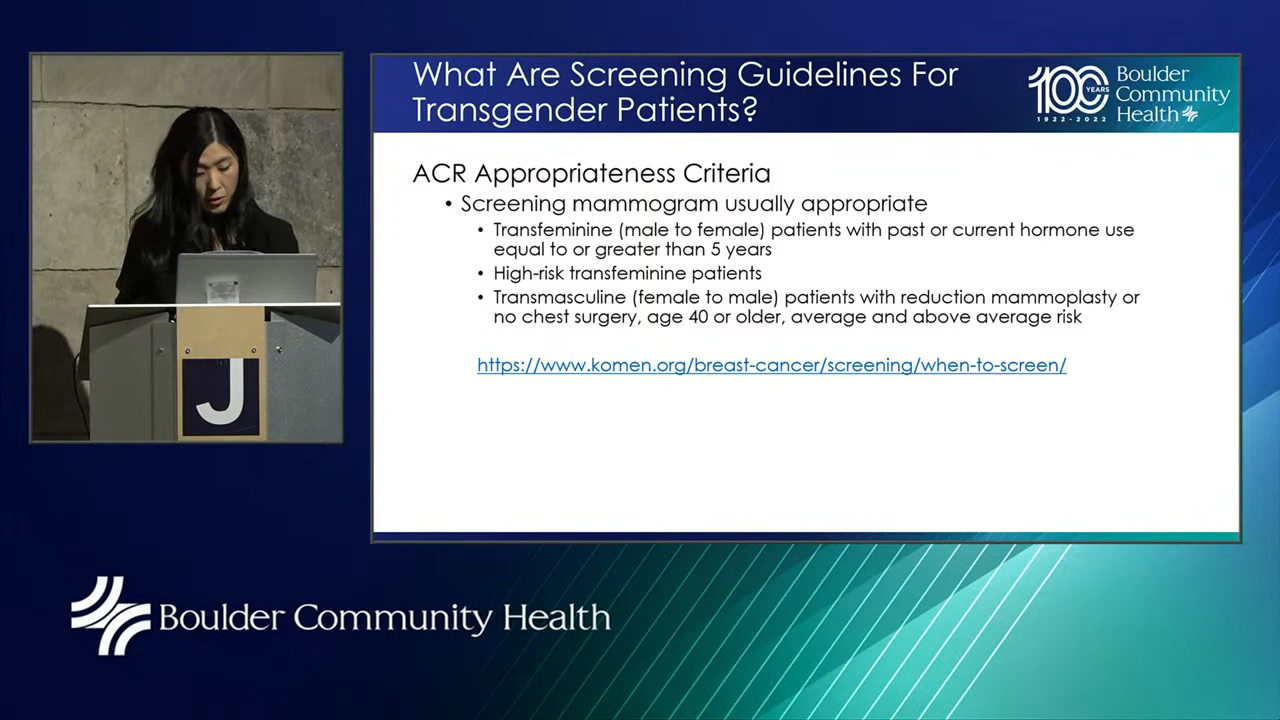 What Are Screening Guidelines For
Transgender Patients?
100
YEARS
1922-2022
Boulder
Community
Health
ACR Appropriateness Criteria
• Screening mammogram usually appropriate
• Transfeminine (male to female) patients with past or current hormone use
equal to or greater than 5 years
• High-risk transfeminine patients
• Transmasculine (female to male) patients with reduction mammoplasty or
no chest surgery, age 40 or older, average and above average risk
https://www.komen.org/breast-cancer/screening/when-to-screen/
J
Boulder Community Health